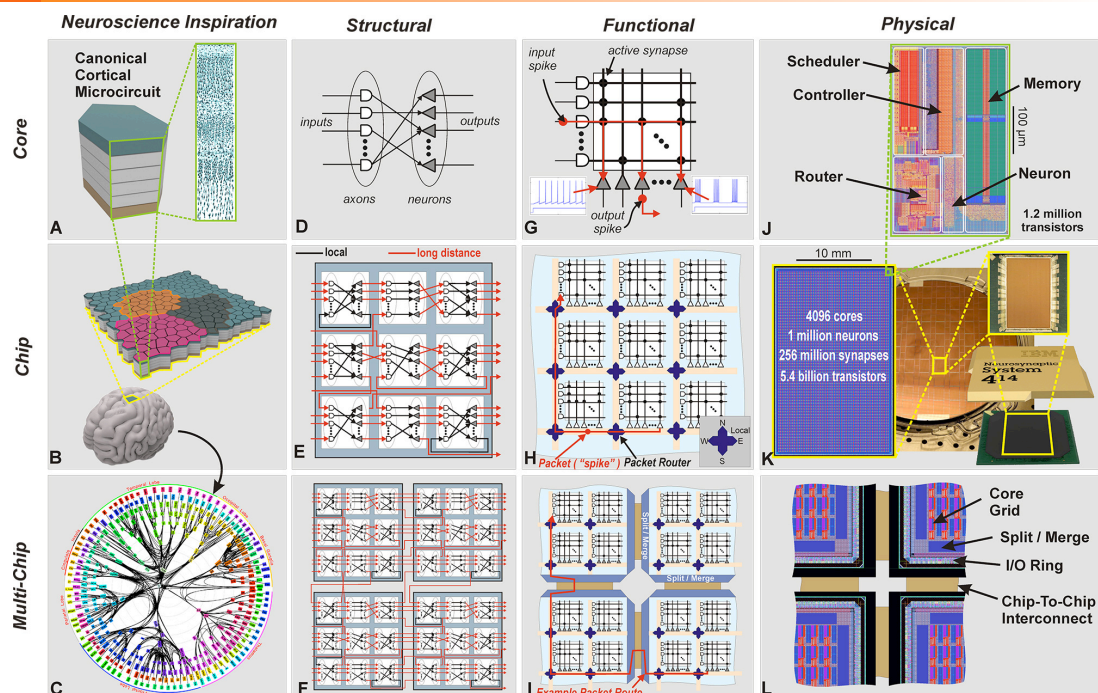 Neuroscience Inspiration
Structural
Functional
Physical
Core
Canonical
Cortical
Microcircuit
A
inputs
outputs
axons
neurons
D
input
spike
active synapse
output
spike
G
Scheduler
Controller
Memory
100 µm
Router
Neuron
1.2 million
transistors
J
Chip
B
local
long distance
E
N
Local
W
E
S
Packet ( “spike” )
Packet Router
H
10 mm
4096 cores
1 million neurons
256 million synapses
5.4 billion transistors
IBM
Neurosynaptic
System
414
K
Multi-Chip
Temporal Lobe
C
F
Split / Merge
Split / Merge
Example Packet Route
I
Core
Grid
Split / Merge
I/O Ring
Chip-To-Chip
Interconnect
L